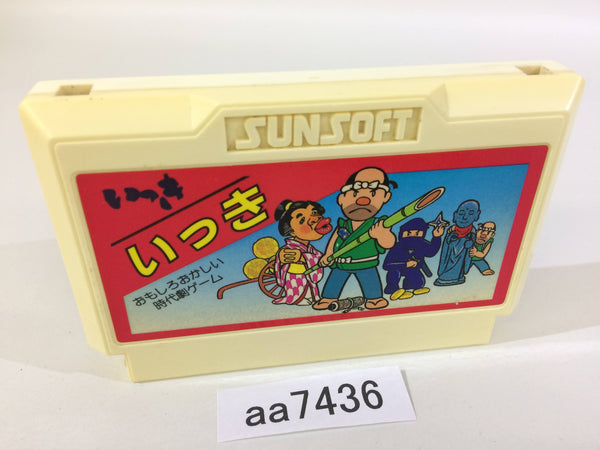 SUNSOFT
いっき
いっき
おもしろおかしい
時代劇ゲーム
aa7436